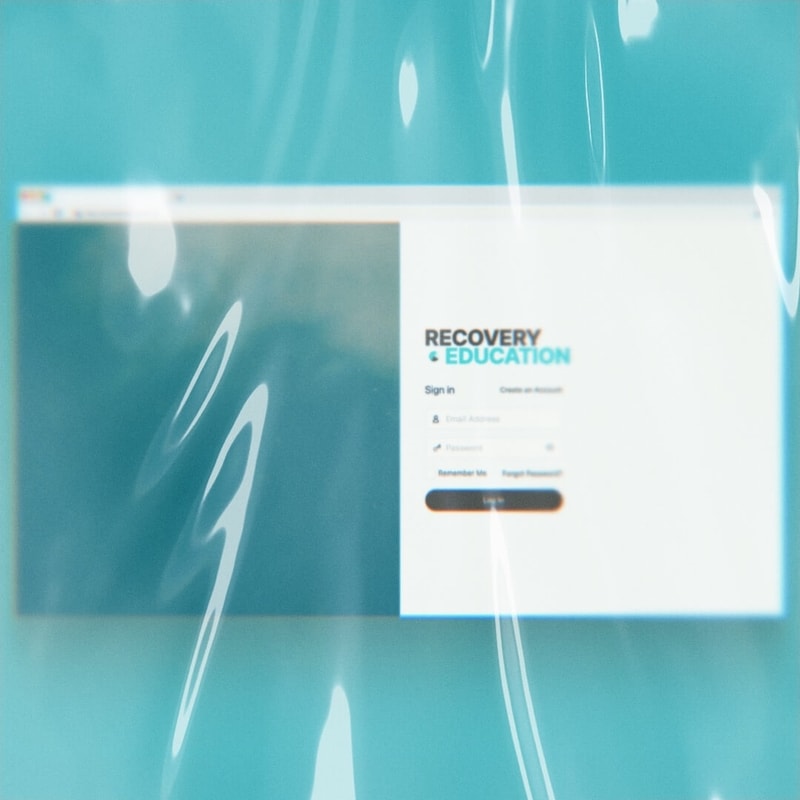 RECOVERY
EDUCATION
Sign in
Create an Account
Email Address
Password
Remember Me
Forgot Password?
Log In